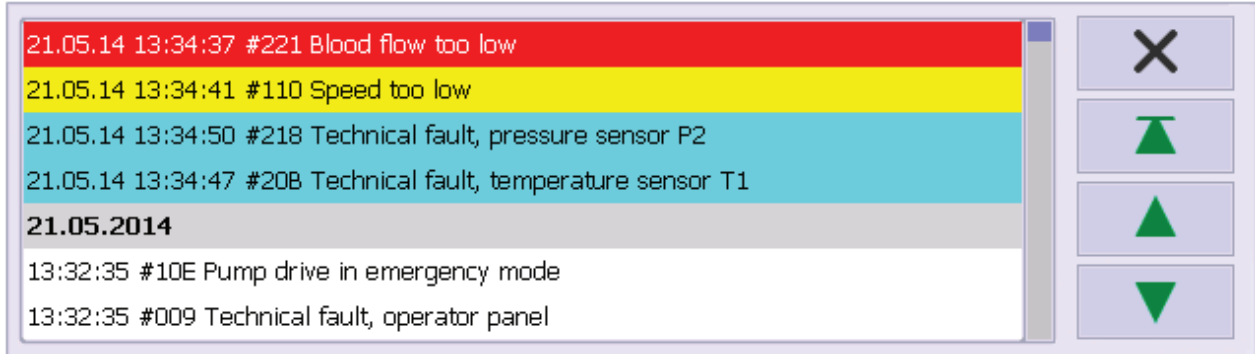 21.05.14 13:34:37 #221 Blood flow too low
21.05.14 13:34:41 #110 Speed too low
21.05.14 13:34:50 #218 Technical fault, pressure sensor P2
21.05.14 13:34:47 #20B Technical fault, temperature sensor T1
21.05.2014
13:32:35 #10E Pump drive in emergency mode
13:32:35 #009 Technical fault, operator panel